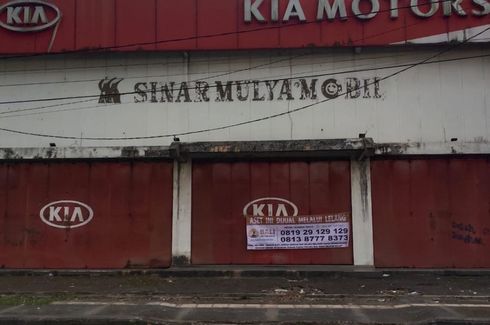 KIA
KIA MOTORS
SINAR MULYA MOBIL
KIA
KIA
ASET INI DIJUAL MELALUI LELANG
BALI
0819 29 129 129
0813 8777 8373